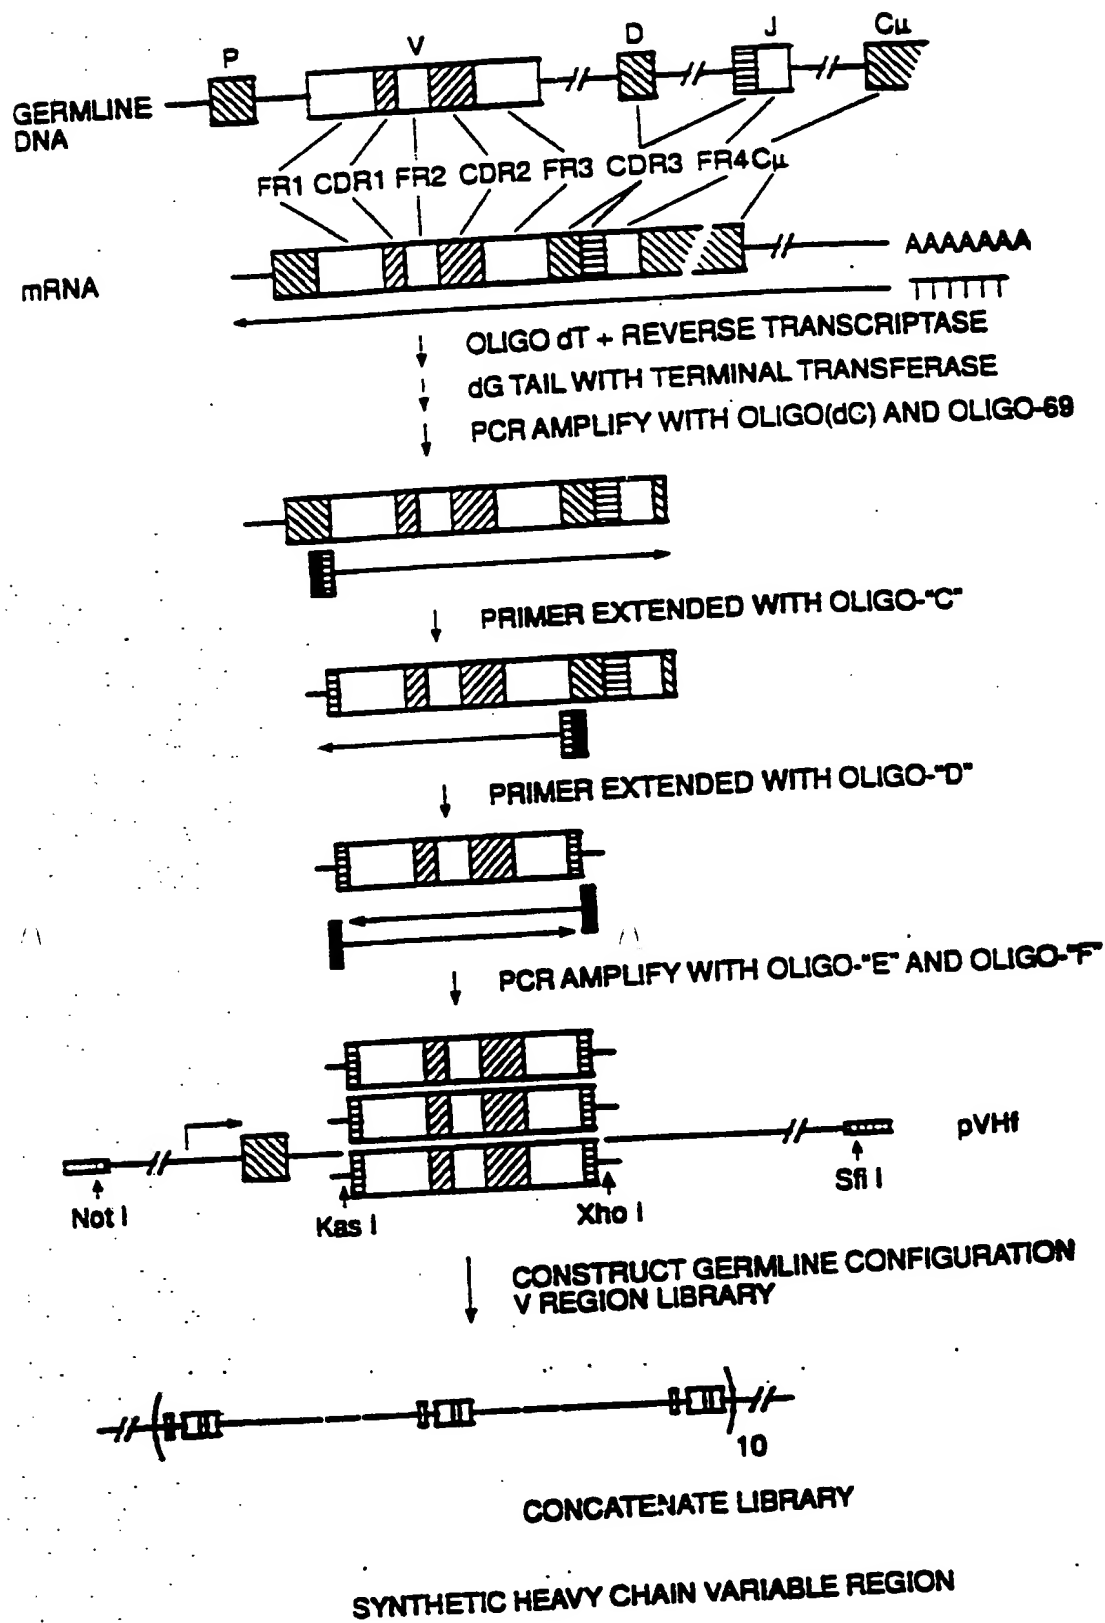 P V D J Cμ
GERMLINE
DNA
FR1 CDR1 FR2 CDR2 FR3 CDR3 FR4 Cμ
mRNA
AAAAAAA
TTTTTT
OLIGO dT + REVERSE TRANSCRIPTASE
dG TAIL WITH TERMINAL TRANSFERASE
PCR AMPLIFY WITH OLIGO(dC) AND OLIGO-69
PRIMER EXTENDED WITH OLIGO-"C"
PRIMER EXTENDED WITH OLIGO-"D"
PCR AMPLIFY WITH OLIGO-"E" AND OLIGO-"F"
pVHf
Not I
Kas I
Xho I
Sfi I
CONSTRUCT GERMLINE CONFIGURATION
V REGION LIBRARY
10
CONCATENATE LIBRARY
SYNTHETIC HEAVY CHAIN VARIABLE REGION